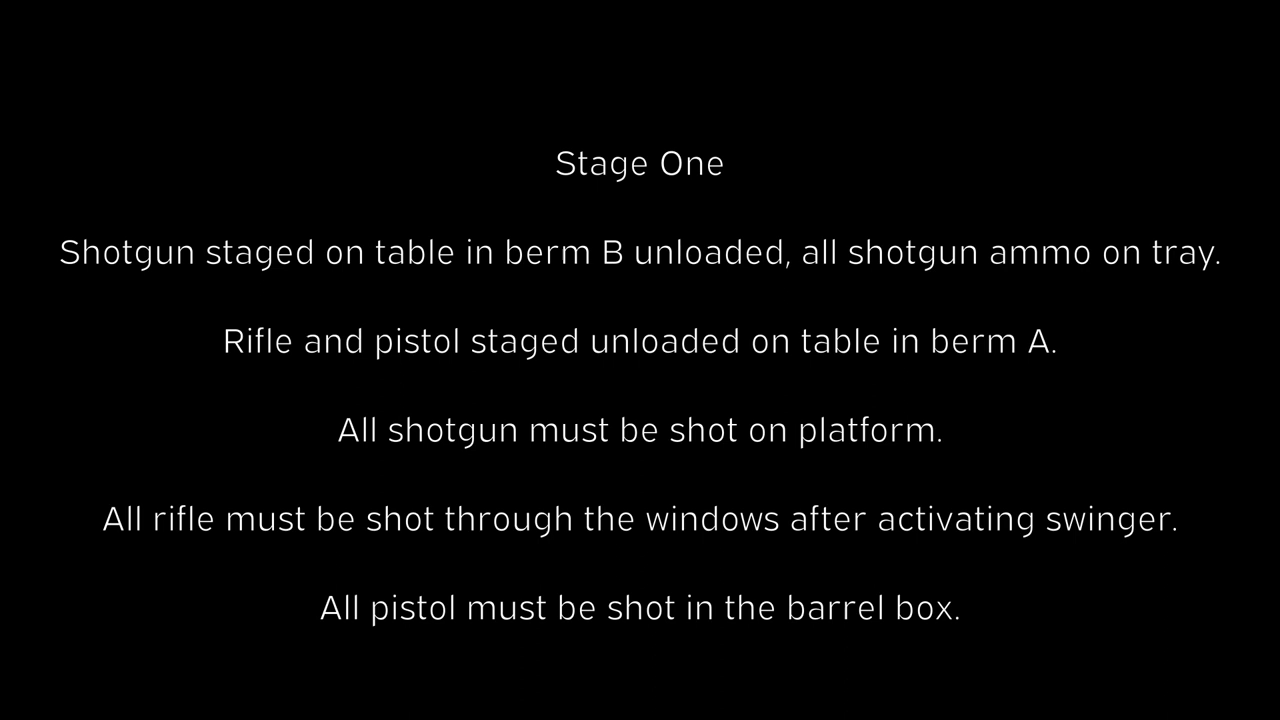 Stage One
Shotgun staged on table in berm B unloaded, all shotgun ammo on tray.
Rifle and pistol staged unloaded on table in berm A.
All shotgun must be shot on platform.
All rifle must be shot through the windows after activating swinger.
All pistol must be shot in the barrel box.